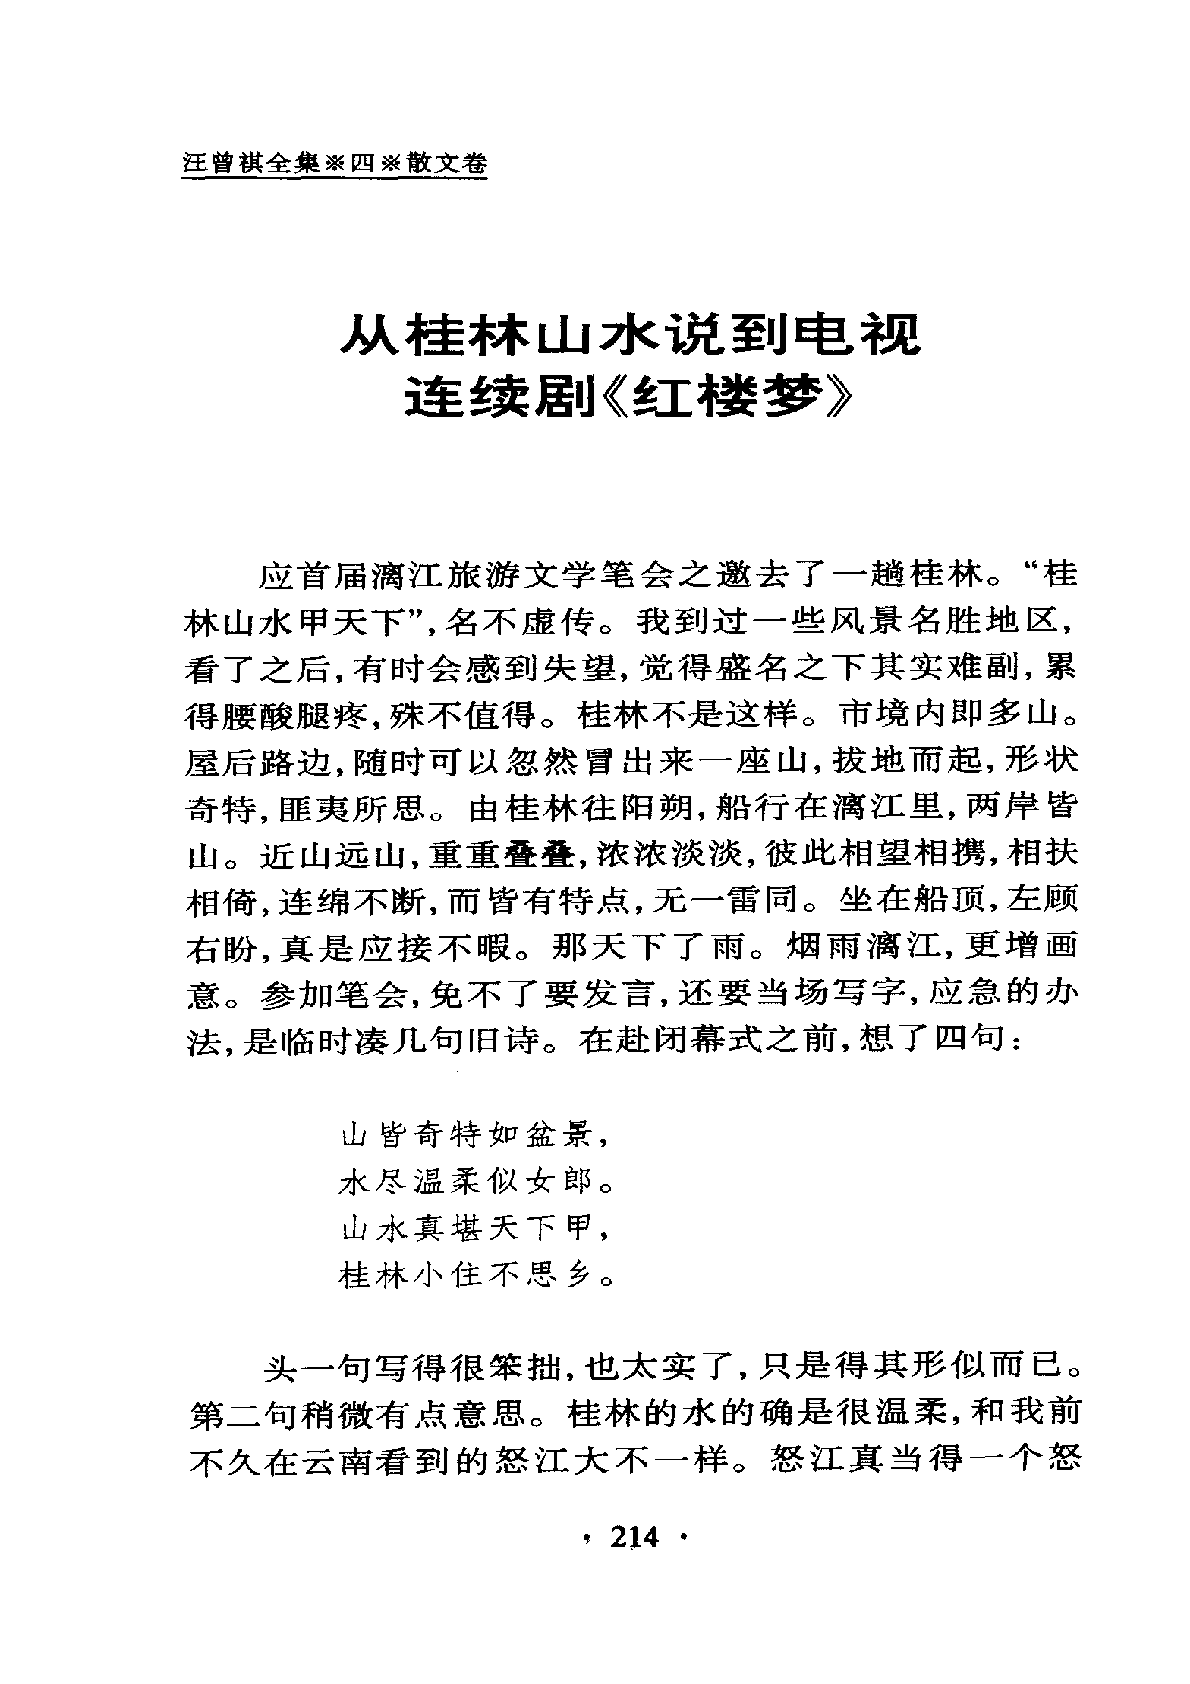 汪曾祺全集※四※散文卷
从桂林山水说到电视
连续剧《红楼梦》
应首届漓江旅游文学笔会之邀去了一趟桂林。“桂
林山水甲天下”,名不虚传。我到过一些风景名胜地区,
看了之后,有时会感到失望,觉得盛名之下其实难副,累
得腰酸腿疼,殊不值得。桂林不是这样。市境内即多山。
屋后路边,随时可以忽然冒出来一座山,拔地而起,形状
奇特,匪夷所思。由桂林往阳朔,船行在漓江里,两岸皆
山。近山远山,重重叠叠,浓浓淡淡,彼此相望相携,相扶
相倚,连绵不断,而皆有特点,无一雷同。坐在船顶,左顾
右盼,真是应接不暇。那天下了雨。烟雨漓江,更增画
意。参加笔会,免不了要发言,还要当场写字,应急的办
法,是临时凑几句旧诗。在赴闭幕式之前,想了四句:
山皆奇特如盆景,
水尽温柔似女郎。
山水真堪天下甲,
桂林小住不思乡。
头一句写得很笨拙,也太实了,只是得其形似而已。
第二句稍微有点意思。桂林的水的确是很温柔,和我前
不久在云南看到的怒江大不一样。怒江真当得一个怒
· 214 ·